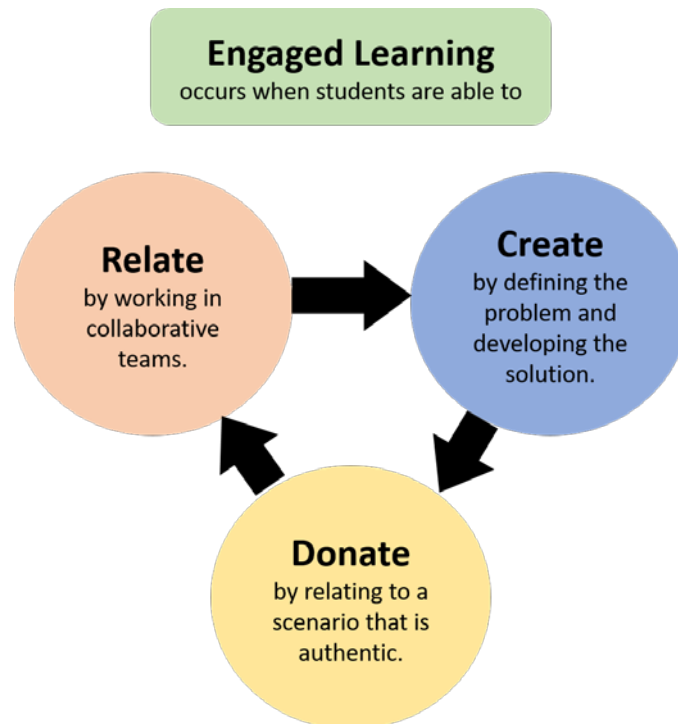 Engaged Learning
occurs when students are able to
Relate
by working in
collaborative
teams.
Create
by defining the
problem and
developing the
solution.
Donate
by relating to a
scenario that is
authentic.